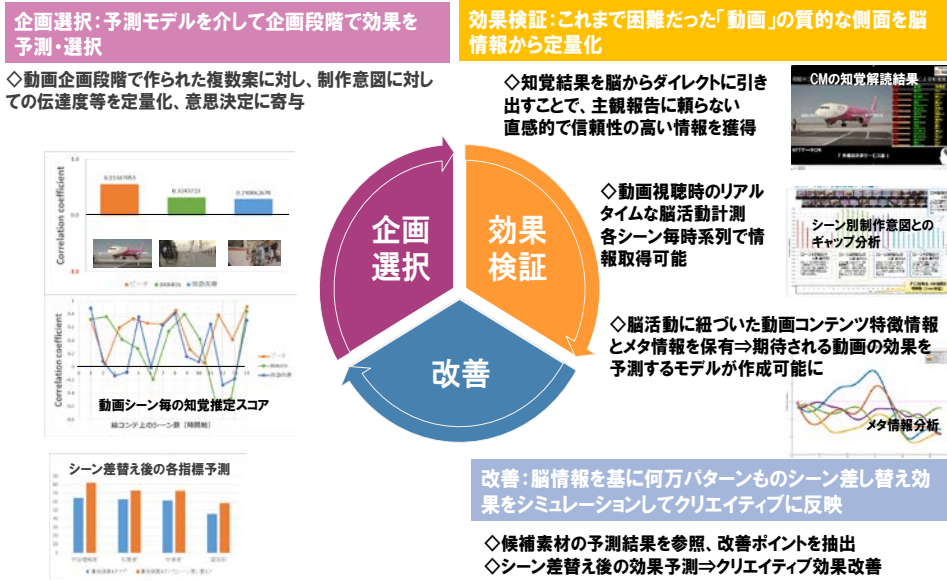 企画選択：予測モデルを介して企画段階で効果を
予測・選択
◇動画企画段階で作られた複数案に対し、制作意図に対し
ての伝達度等を定量化、意思決定に寄与
効果検証：これまで困難だった「動画」の質的な側面を脳
情報から定量化
◇知覚結果を脳からダイレクトに引き
出すことで、主観報告に頼らない
直感的で信頼性の高い情報を獲得
CMの知覚解読結果
◇動画視聴時のリアル
タイムな脳活動計測
各シーン毎時系列で情
報取得可能
シーン別制作意図との
ギャップ分析
◇脳活動に紐づいた動画コンテンツ特徴情報
とメタ情報を保有⇒期待される動画の効果を
予測するモデルが作成可能に
メタ情報分析
企画
選択
効果
検証
改善
Correlation coefficient
ピーチ
Correlation coefficient
動画シーン毎の知覚推定スコア
絵コンテ上のシーン数（時間軸）
シーン差替え後の各指標予測
改善：脳情報を基に何万パターンものシーン差し替え効
果をシミュレーションしてクリエイティブに反映
◇候補素材の予測結果を参照、改善ポイントを抽出
◇シーン差替え後の効果予測⇒クリエイティブ効果改善